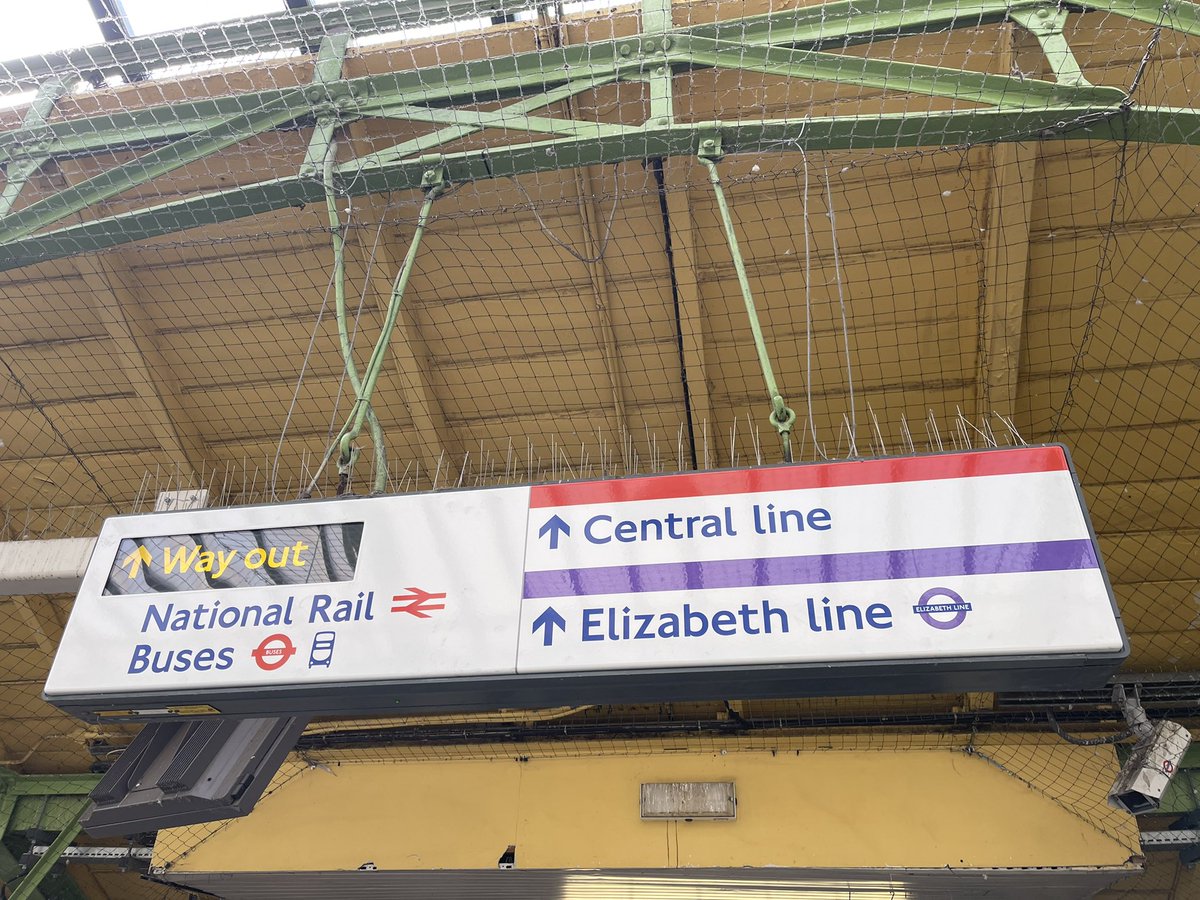 Way out
National Rail
Buses BUSES
Central line
Elizabeth line ELIZABETH LINE